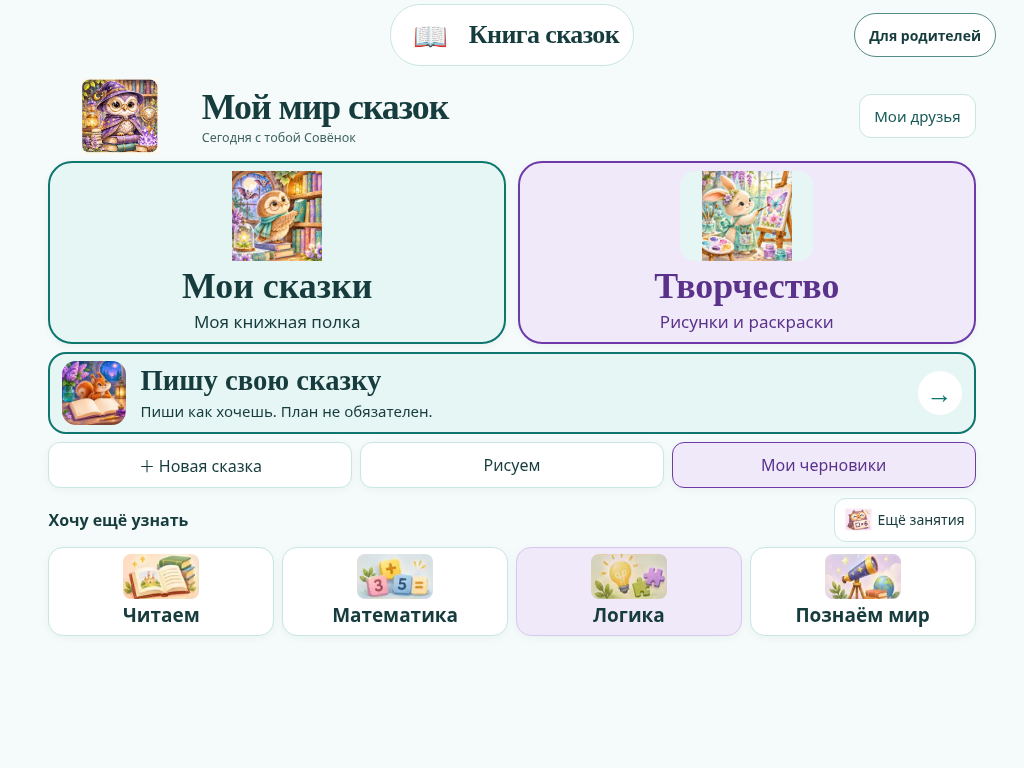 Книга сказок
Для родителей
Мой мир сказок
Сегодня с тобой Совёнок
Мои друзья
Мои сказки
Моя книжная полка
Творчество
Рисунки и раскраски
Пишу свою сказку
Пиши как хочешь. План не обязателен.
→
+ Новая сказка
Рисуем
Мои черновики
Хочу ещё узнать
Ещё занятия
Читаем
3 + 5 =
Математика
Логика
Познаём мир